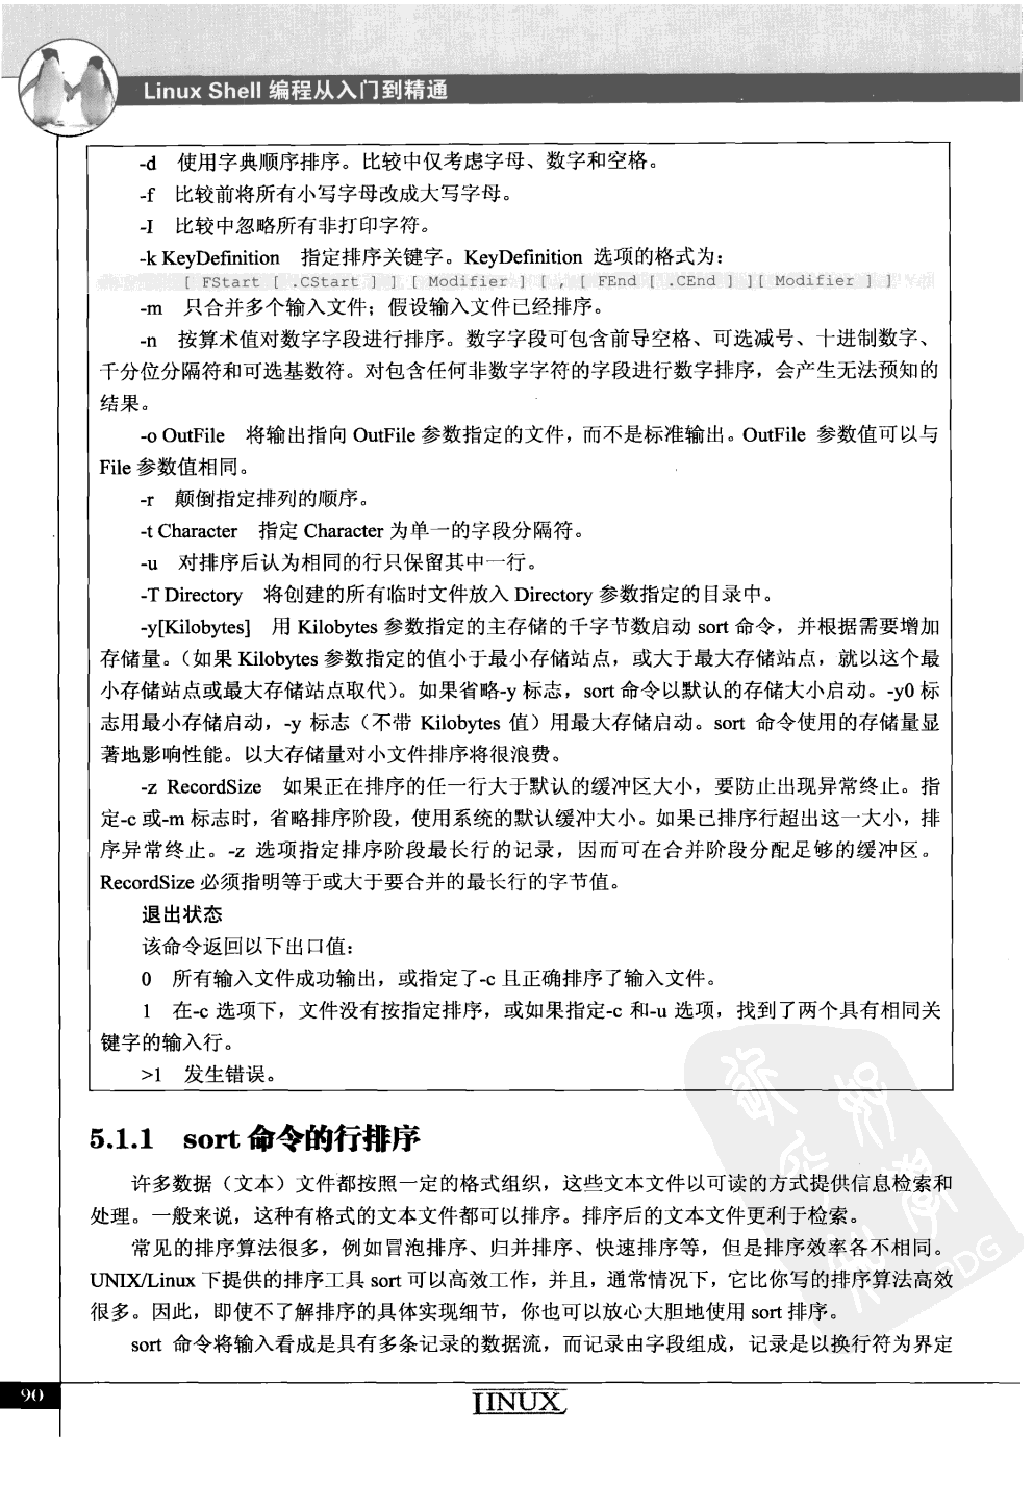 Linux Shell 编程从入门到精通
-d 使用字典顺序排序。比较中仅考虑字母、数字和空格。
-f 比较前将所有小写字母改成大写字母。
-I 比较中忽略所有非打印字符。
-k KeyDefinition 指定排序关键字。KeyDefinition 选项的格式为：
[ FStart [ .CStart ] ] [ Modifier ] [ , [ FEnd [ .CEnd ] ][ Modifier ] ]
-m 只合并多个输入文件；假设输入文件已经排序。
-n 按算术值对数字字段进行排序。数字字段可包含前导空格、可选减号、十进制数字、
千分位分隔符和可选基数符。对包含任何非数字字符的字段进行数字排序，会产生无法预知的
结果。
-o OutFile 将输出指向 OutFile 参数指定的文件，而不是标准输出。OutFile 参数值可以与
File 参数值相同。
-r 颠倒指定排列的顺序。
-t Character 指定 Character 为单一的字段分隔符。
-u 对排序后认为相同的行只保留其中一行。
-T Directory 将创建的所有临时文件放入 Directory 参数指定的目录中。
-y[Kilobytes] 用 Kilobytes 参数指定的主存储的千字节数启动 sort 命令，并根据需要增加
存储量。（如果 Kilobytes 参数指定的值小于最小存储站点，或大于最大存储站点，就以这个最
小存储站点或最大存储站点取代）。如果省略-y 标志，sort 命令以默认的存储大小启动。-y0 标
志用最小存储启动，-y 标志（不带 Kilobytes 值）用最大存储启动。sort 命令使用的存储量显
著地影响性能。以大存储量对小文件排序将很浪费。
-z RecordSize 如果正在排序的任一行大于默认的缓冲区大小，要防止出现异常终止。指
定-c 或-m 标志时，省略排序阶段，使用系统的默认缓冲大小。如果已排序行超出这一大小，排
序异常终止。-z 选项指定排序阶段最长行的记录，因而可在合并阶段分配足够的缓冲区。
RecordSize 必须指明等于或大于要合并的最长行的字节值。
退出状态
该命令返回以下出口值：
0 所有输入文件成功输出，或指定了-c 且正确排序了输入文件。
1 在-c 选项下，文件没有按指定排序，或如果指定-c 和-u 选项，找到了两个具有相同关
键字的输入行。
>1 发生错误。
5.1.1 sort 命令的行排序
许多数据（文本）文件都按照一定的格式组织，这些文本文件以可读的方式提供信息检索和
处理。一般来说，这种有格式的文本文件都可以排序。排序后的文本文件更利于检索。
常见的排序算法很多，例如冒泡排序、归并排序、快速排序等，但是排序效率各不相同。
UNIX/Linux 下提供的排序工具 sort 可以高效工作，并且，通常情况下，它比你写的排序算法高效
很多。因此，即使不了解排序的具体实现细节，你也可以放心大胆地使用 sort 排序。
sort 命令将输入看成是具有多条记录的数据流，而记录由字段组成，记录是以换行符为界定
90
LINUX